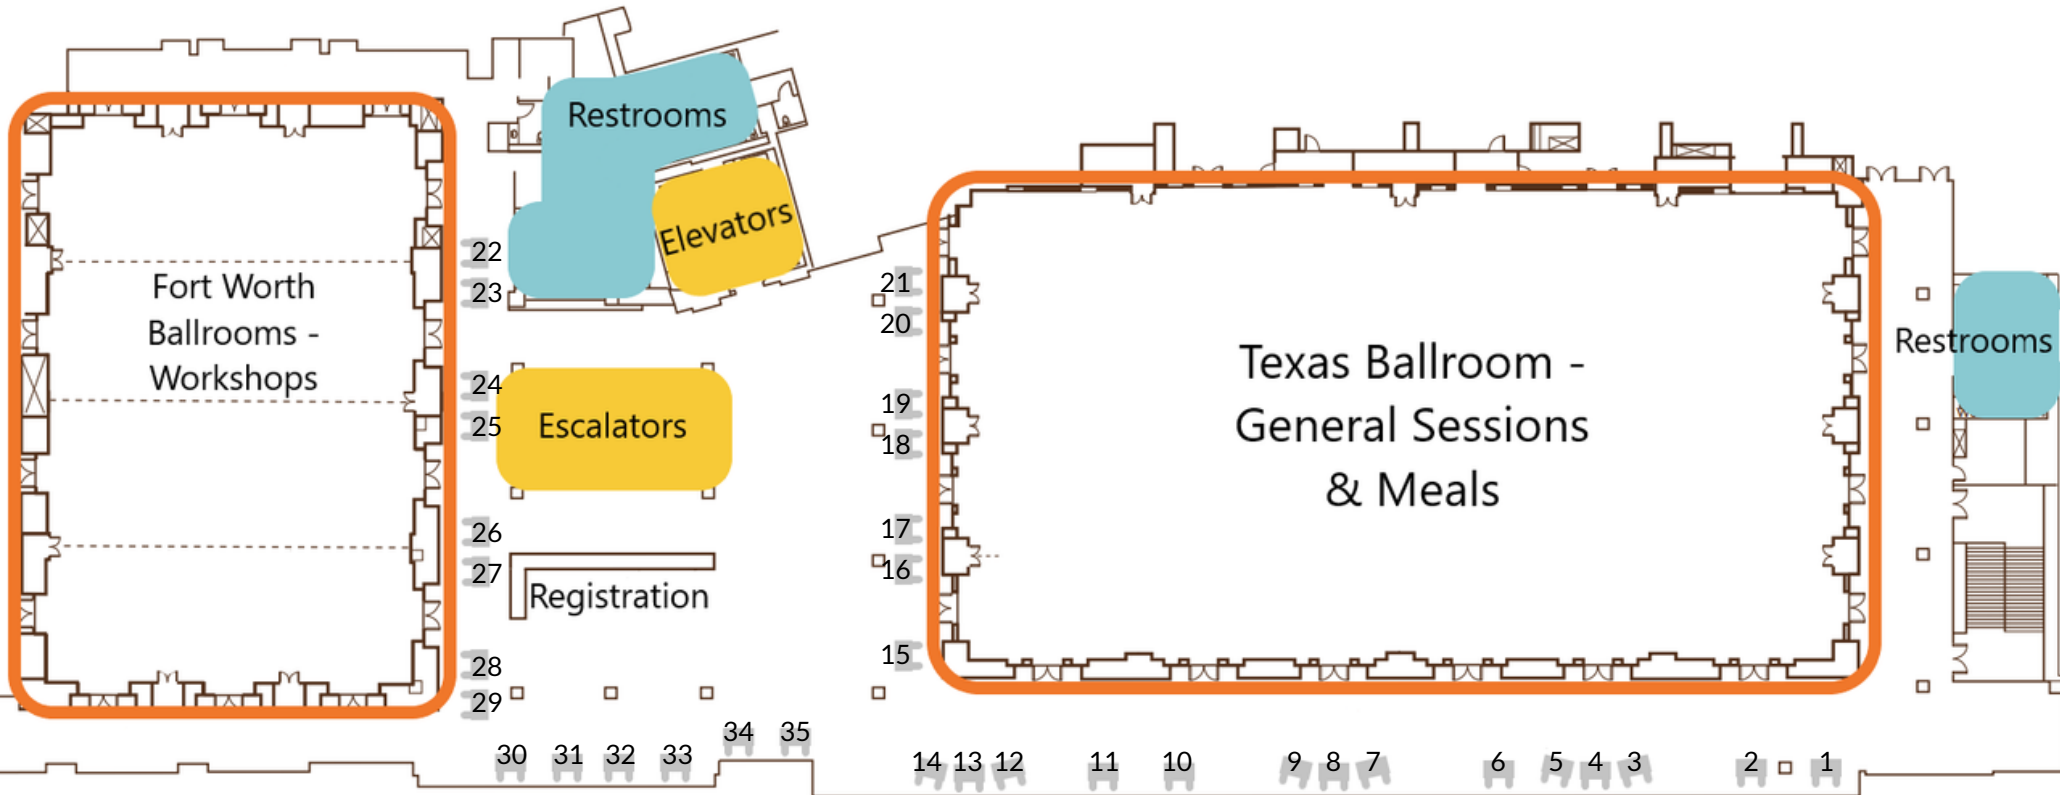 Restrooms
Elevators
Fort Worth
Ballrooms -
Workshops
22
23
24
25
26
27
28
29
Escalators
Registration
21
20
19
18
17
16
15
Texas Ballroom -
General Sessions
& Meals
Restrooms
30 31 32 33 34 35
14 13 12 11 10 9 8 7 6 5 4 3 2 1